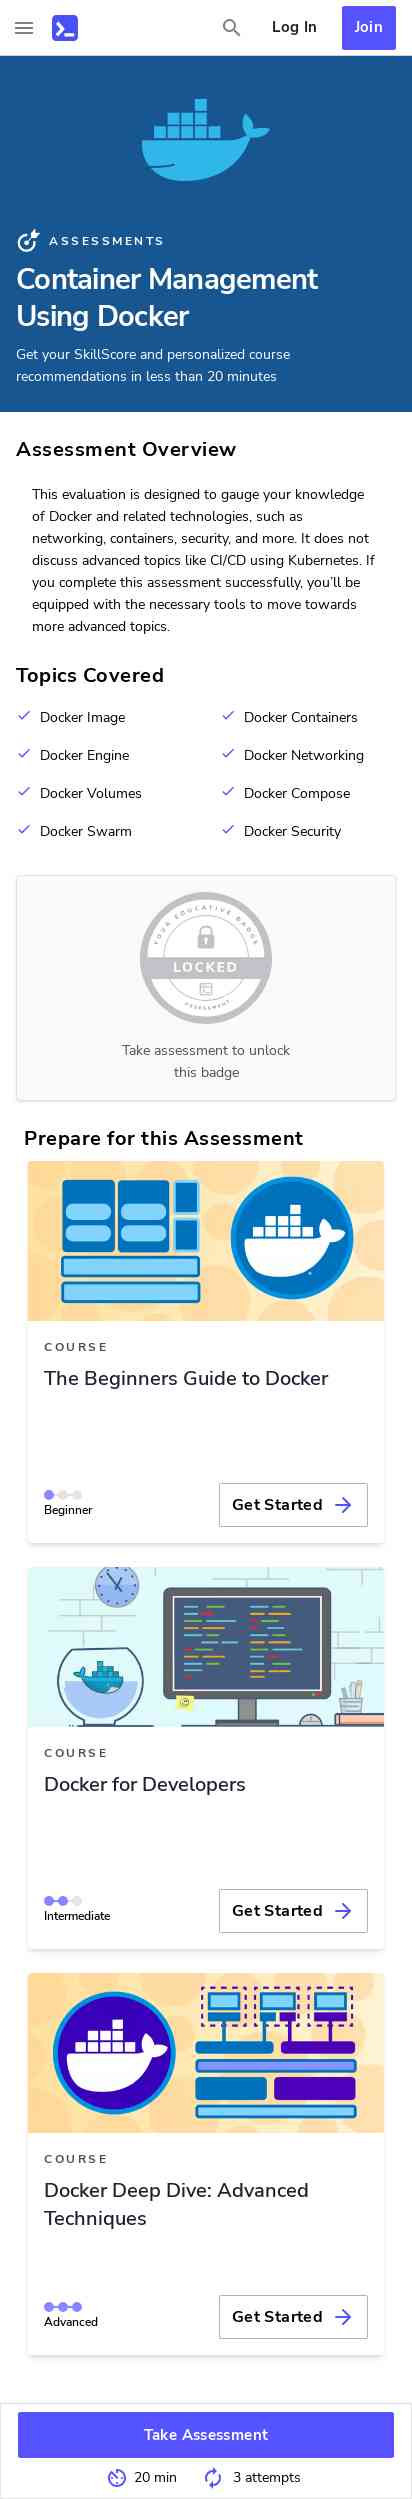 Log In
Join
ASSESSMENTS
Container Management
Using Docker
Get your SkillScore and personalized course
recommendations in less than 20 minutes
Assessment Overview
This evaluation is designed to gauge your knowledge
of Docker and related technologies, such as
networking, containers, security, and more. It does not
discuss advanced topics like CI/CD using Kubernetes. If
you complete this assessment successfully, you'll be
equipped with the necessary tools to move towards
more advanced topics.
Topics Covered
Docker Image
Docker Containers
Docker Engine
Docker Networking
Docker Volumes
Docker Compose
Docker Swarm
Docker Security
YOUR EDUCATIVE BADGE
LOCKED
ASSESSMENT
Take assessment to unlock
this badge
Prepare for this Assessment
COURSE
The Beginners Guide to Docker
Beginner
Get Started
COURSE
Docker for Developers
Intermediate
Get Started
COURSE
Docker Deep Dive: Advanced
Techniques
Advanced
Get Started
Take Assessment
20 min
3 attempts